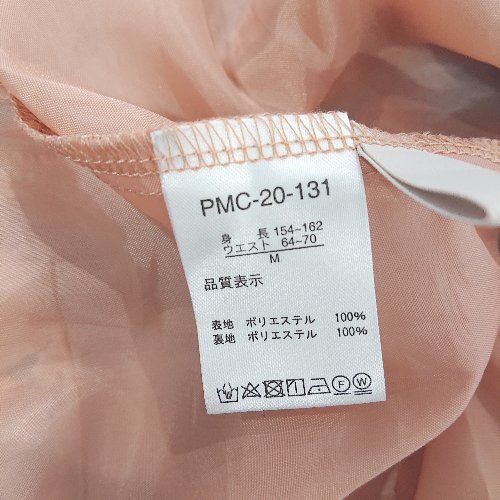 PMC-20-131
身 長 154~162
ウエスト 64~70
M
品質表示
表地 ポリエステル 100%
裏地 ポリエステル 100%
F W